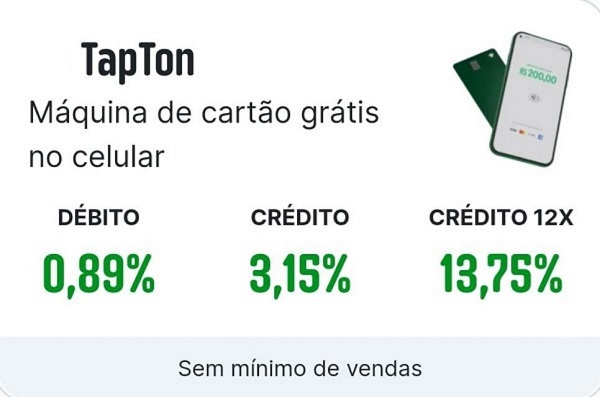 TapTon
R$200,00
Máquina de cartão grátis
no celular
DÉBITO
CRÉDITO
CRÉDITO 12X
0,89%
3,15%
13,75%
Sem mínimo de vendas